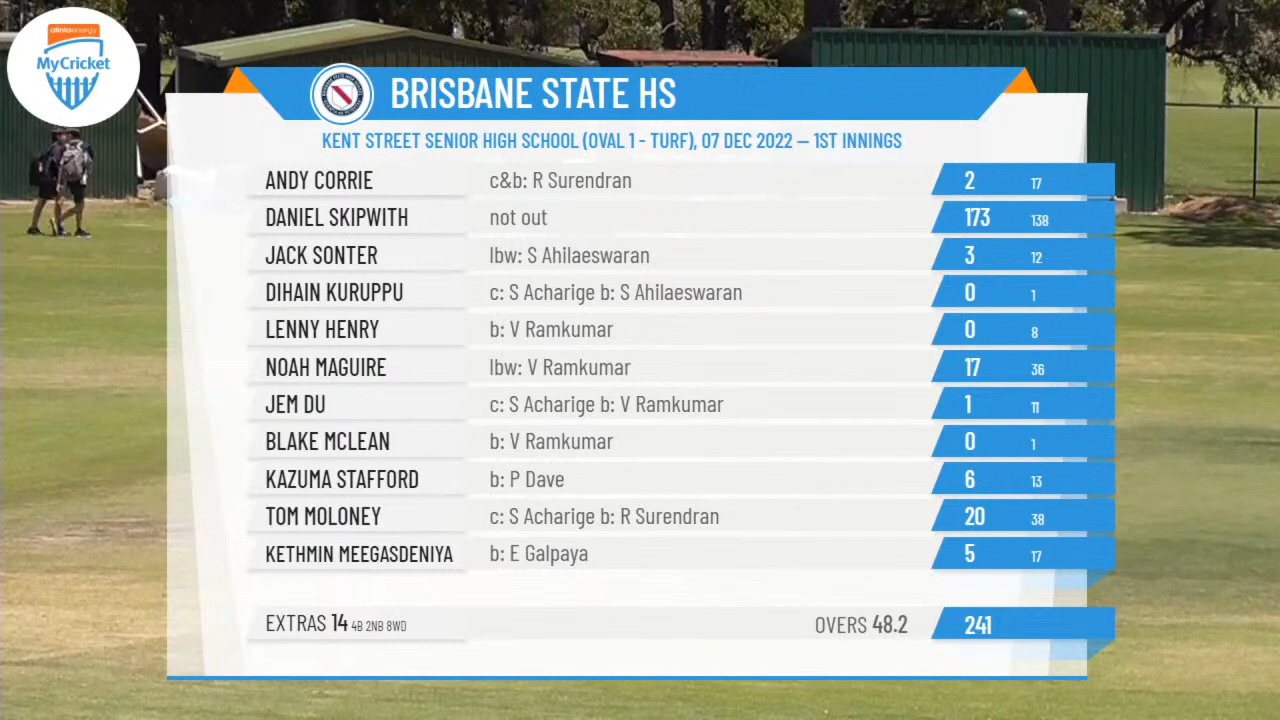 alintaenergy
MyCricket
BRISBANE STATE HS
KENT STREET SENIOR HIGH SCHOOL (OVAL 1 - TURF), 07 DEC 2022 – 1ST INNINGS
ANDY CORRIE c&b: R Surendran 2 17
DANIEL SKIPWITH not out 173 138
JACK SONTER lbw: S Ahilaeswaran 3 12
DIHAIN KURUPPU c: S Acharige b: S Ahilaeswaran 0 1
LENNY HENRY b: V Ramkumar 0 8
NOAH MAGUIRE lbw: V Ramkumar 17 36
JEM DU c: S Acharige b: V Ramkumar 1 11
BLAKE MCLEAN b: V Ramkumar 0 1
KAZUMA STAFFORD b: P Dave 6 13
TOM MOLONEY c: S Acharige b: R Surendran 20 38
KETHMIN MEEGASDENIYA b: E Galpaya 5 17
EXTRAS 14 4B 2NB 8WD OVERS 48.2 241